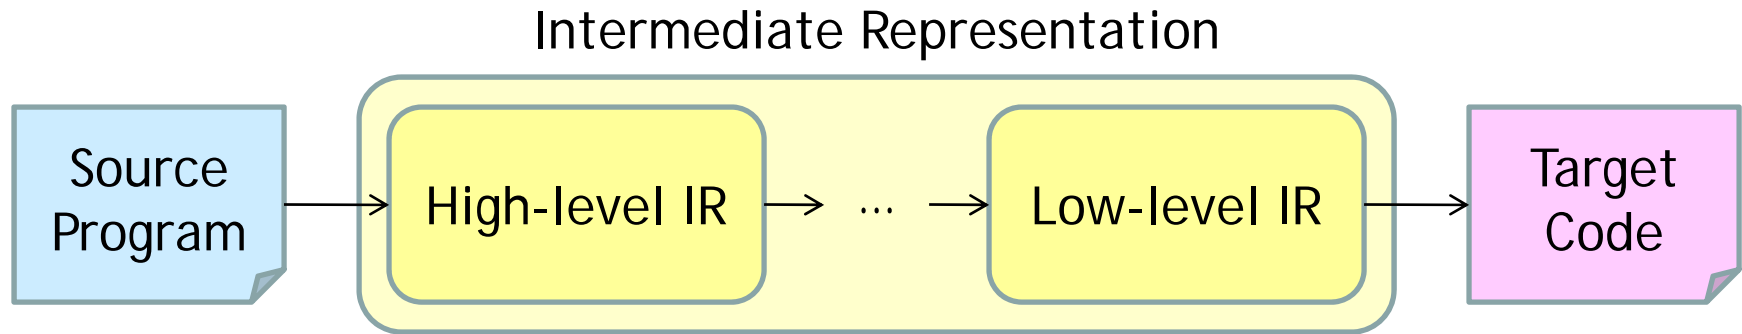 Intermediate Representation
Source
Program
High-level IR
...
Low-level IR
Target
Code